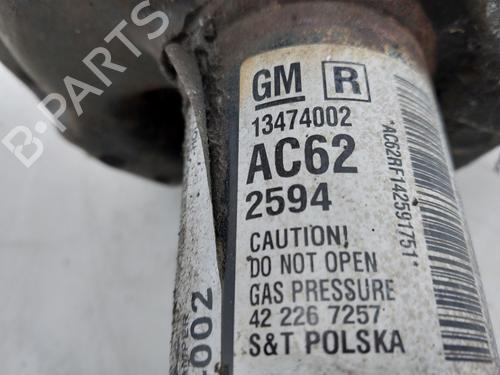 GM R
13474002
AC62
2594
CAUTION!
DO NOT OPEN
GAS PRESSURE
42 226 7257
S&T POLSKA
*AC62RF142591751*
-002
B-PARTS